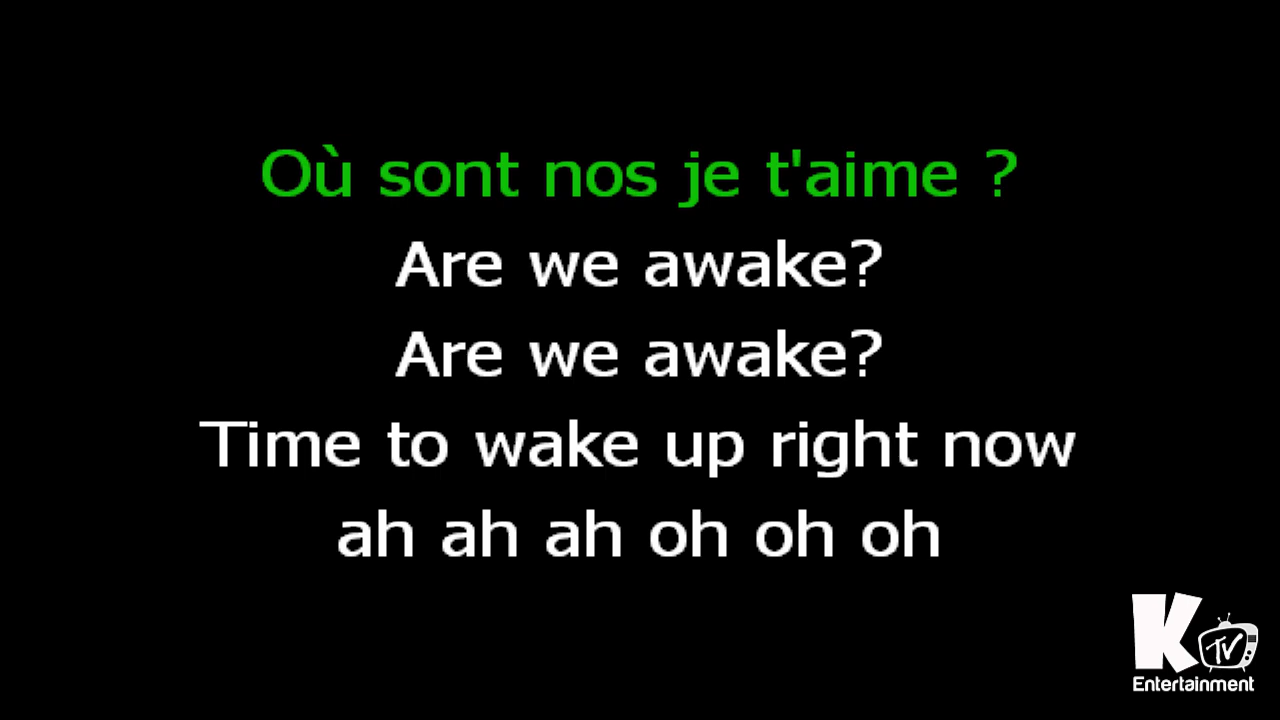 Où sont nos je t'aime ?
Are we awake?
Are we awake?
Time to wake up right now
ah ah ah oh oh oh
K TV
Entertainment